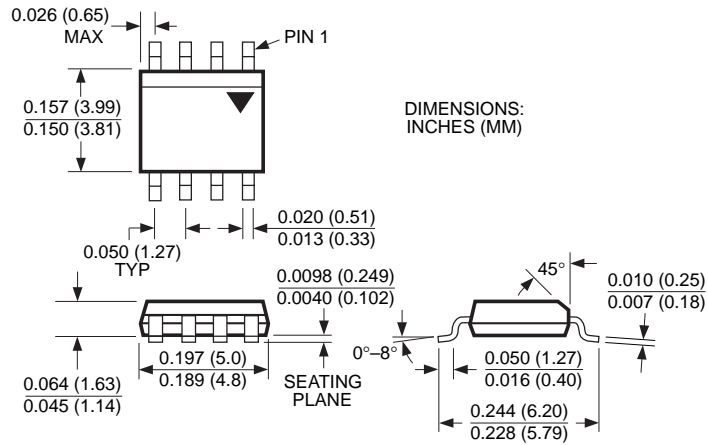 0.026 (0.65)
MAX
PIN 1
0.157 (3.99)
0.150 (3.81)
DIMENSIONS:
INCHES (MM)
0.020 (0.51)
0.013 (0.33)
0.050 (1.27)
TYP
0.0098 (0.249)
0.0040 (0.102)
45°
0.010 (0.25)
0.007 (0.18)
0°–8°
0.197 (5.0)
0.189 (4.8)
SEATING
PLANE
0.050 (1.27)
0.016 (0.40)
0.064 (1.63)
0.045 (1.14)
0.244 (6.20)
0.228 (5.79)